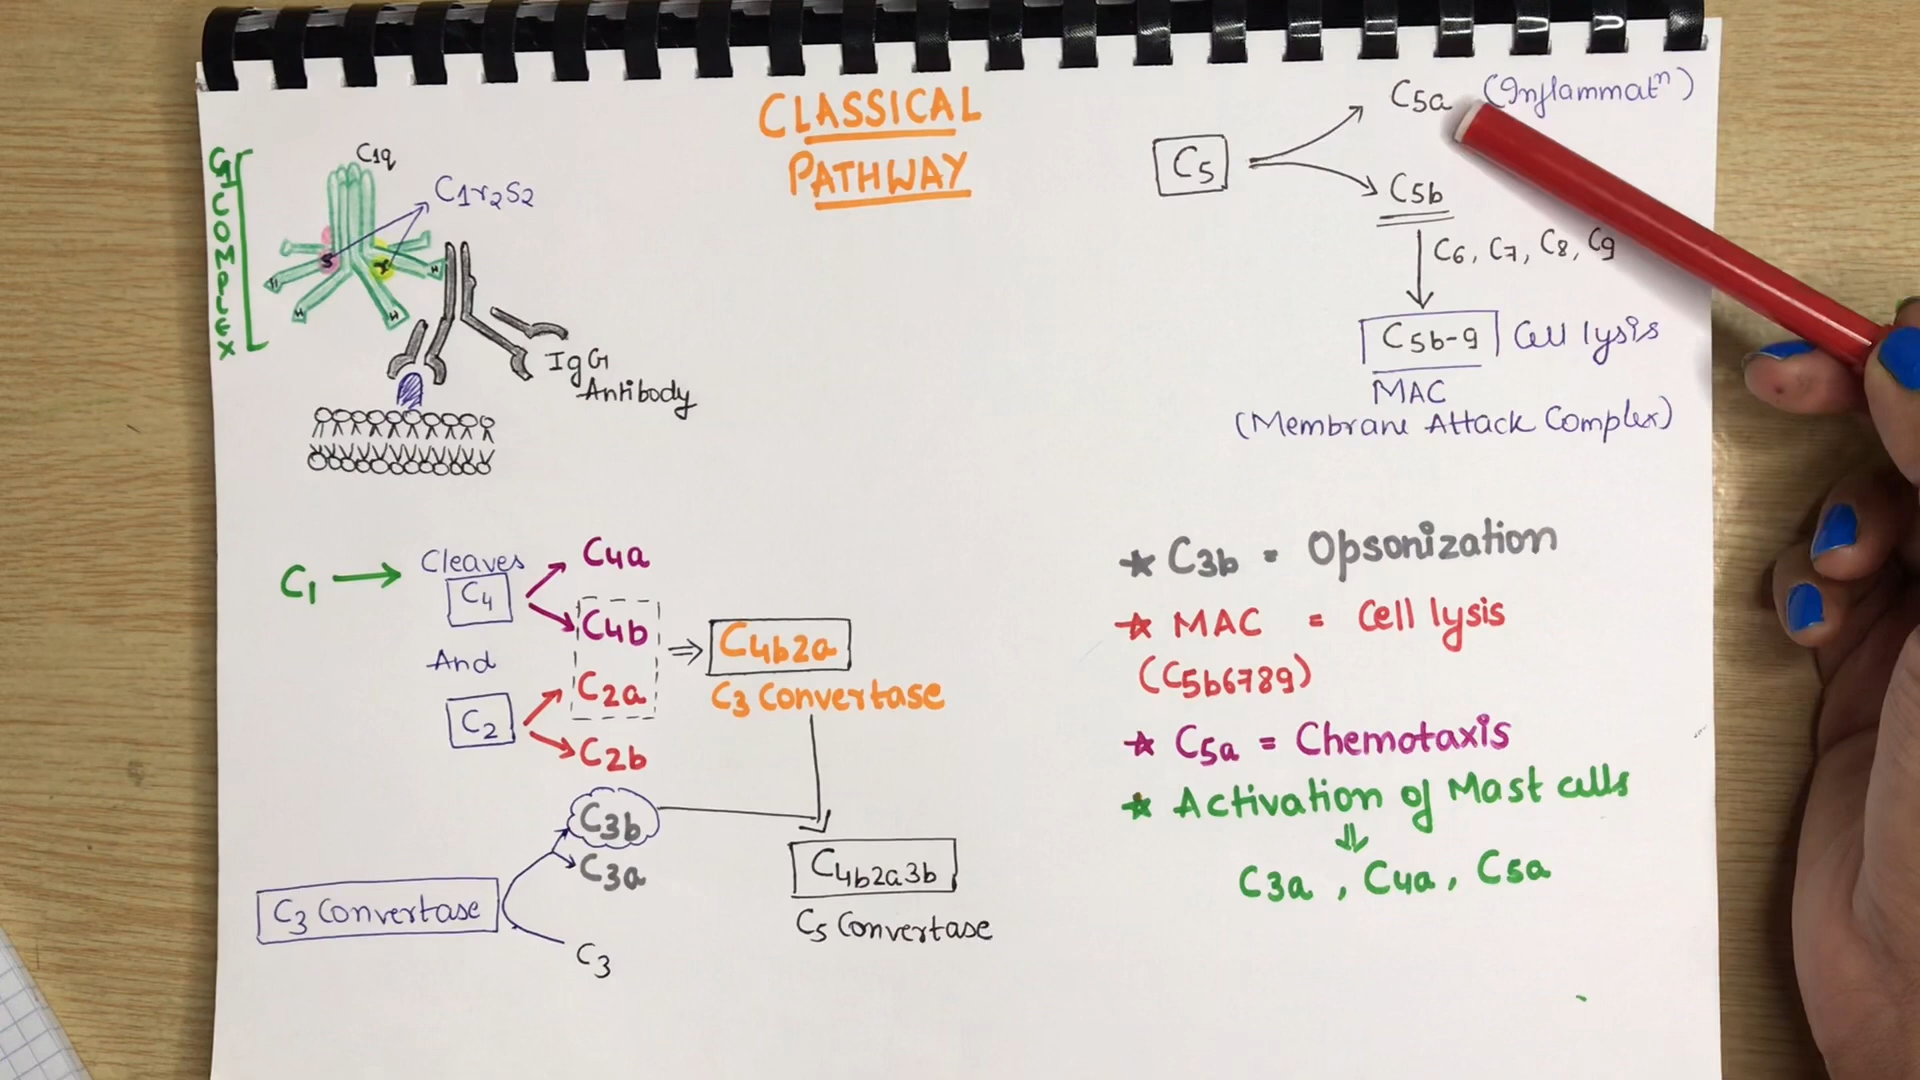 CLASSICAL
PATHWAY
C1 COMPLEX
C1q
C1r2s2
S
r
H
H
H
H
IgG
Antibody
C5
C5a (Inflammatn)
C5b
C6, C7, C8, C9
C5b-9 Cell lysis
MAC
(Membrane Attack Complex)
C1
Cleaves
C4
C4a
C4b
And
C2
C2a
C2b
C4b2a
C3 Convertase
C3b
C3a
C3 Convertase
C3
C4b2a3b
C5 Convertase
C3b = Opsonization
MAC = Cell lysis
(C5b6789)
C5a = Chemotaxis
Activation of Mast cells
C3a, C4a, C5a